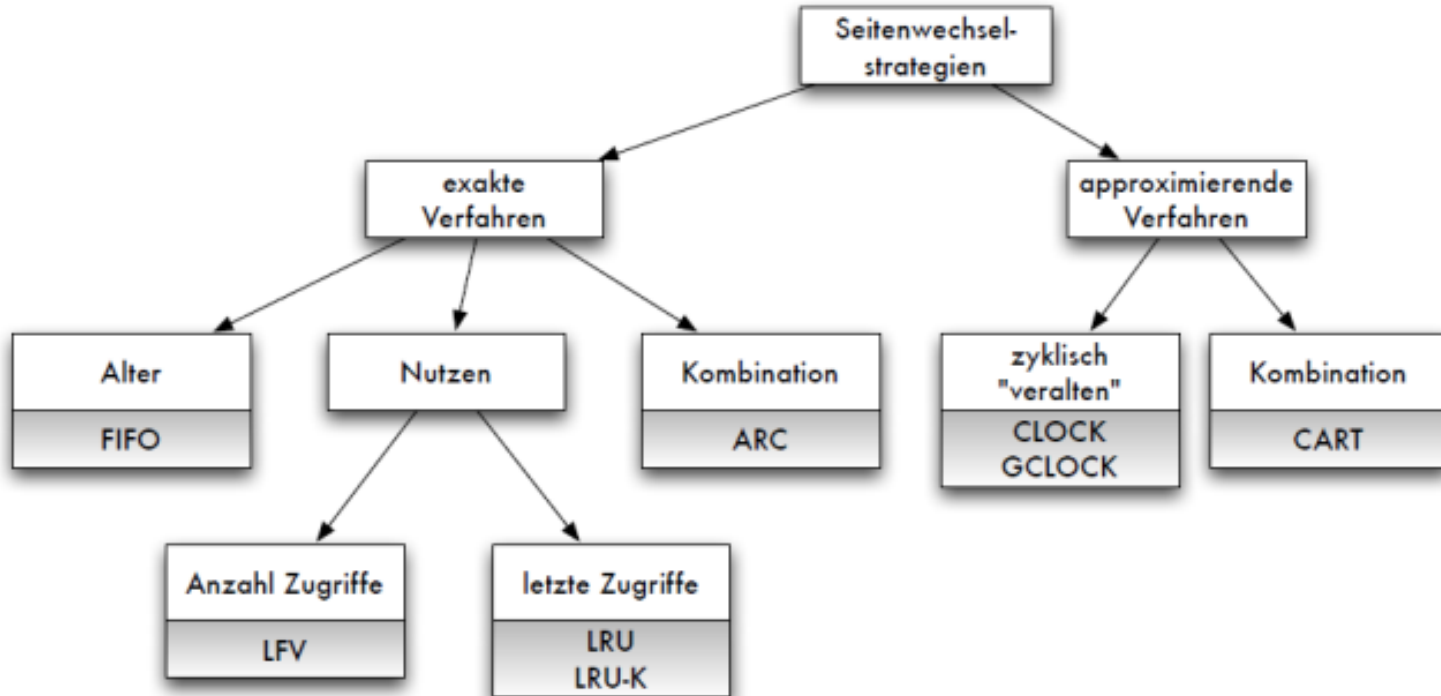 Seitenwechsel-
strategien
exakte
Verfahren
approximierende
Verfahren
Alter
FIFO
Nutzen
Kombination
ARC
zyklisch
"veralten"
CLOCK
GCLOCK
Kombination
CART
Anzahl Zugriffe
LFV
letzte Zugriffe
LRU
LRU-K